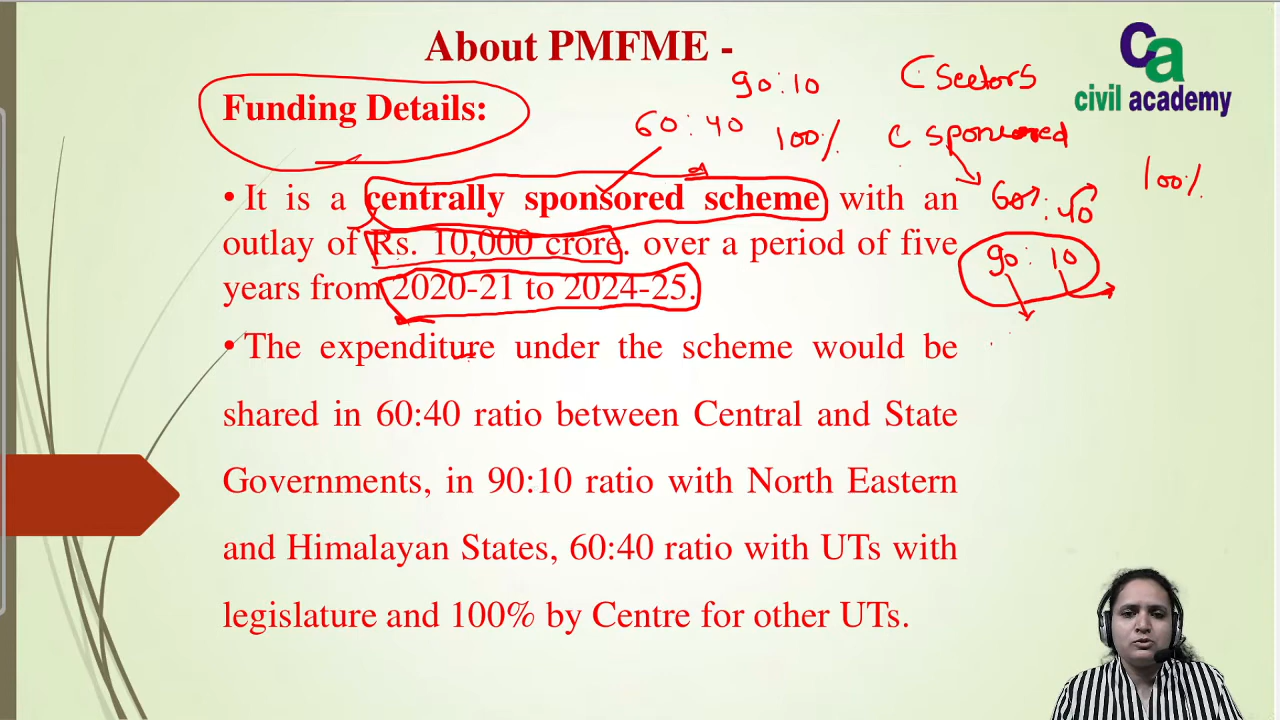 About PMFME -
ca
civil academy
90:10
C Sectors
Funding Details:
60:40
100%
C sponsored
100%
60:40
90:10
• It is a centrally sponsored scheme with an
outlay of Rs. 10,000 crore. over a period of five
years from 2020-21 to 2024-25.
• The expenditure under the scheme would be
shared in 60:40 ratio between Central and State
Governments, in 90:10 ratio with North Eastern
and Himalayan States, 60:40 ratio with UTs with
legislature and 100% by Centre for other UTs.